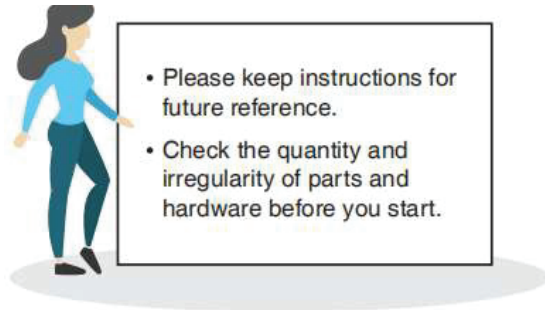 • Please keep instructions for
future reference.
• Check the quantity and
irregularity of parts and
hardware before you start.